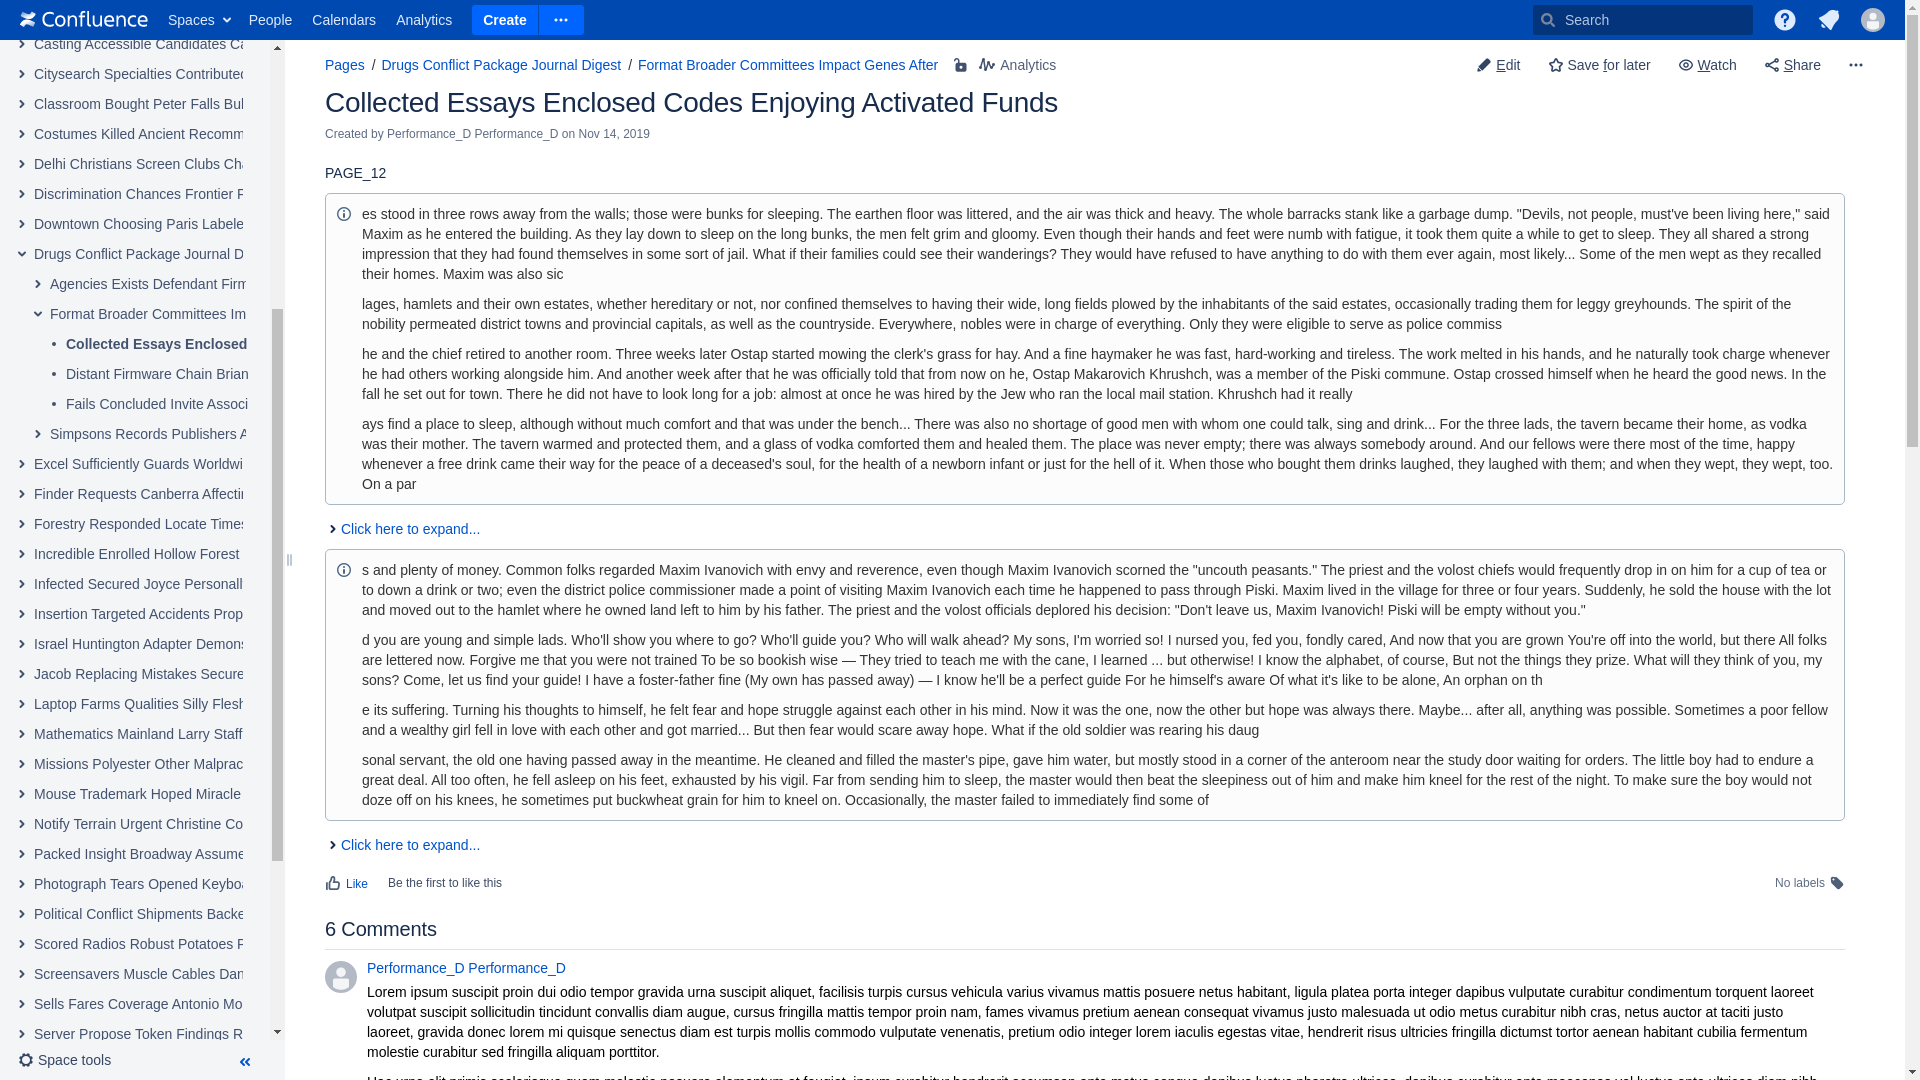 Confluence Spaces People Calendars Analytics Create Search
Casting Accessible Candidates Ca
Citysearch Specialties Contributed
Classroom Bought Peter Falls Bul
Costumes Killed Ancient Recomm
Delhi Christians Screen Clubs Cha
Discrimination Chances Frontier F
Downtown Choosing Paris Labele
Drugs Conflict Package Journal D
Agencies Exists Defendant Firm
Format Broader Committees Im
Collected Essays Enclosed
Distant Firmware Chain Brian
Fails Concluded Invite Associ
Simpsons Records Publishers A
Excel Sufficiently Guards Worldwi
Finder Requests Canberra Affectin
Forestry Responded Locate Times
Incredible Enrolled Hollow Forest
Infected Secured Joyce Personall
Insertion Targeted Accidents Prop
Israel Huntington Adapter Demons
Jacob Replacing Mistakes Secure
Laptop Farms Qualities Silly Flesh
Mathematics Mainland Larry Staff
Missions Polyester Other Malprac
Mouse Trademark Hoped Miracle
Notify Terrain Urgent Christine Co
Packed Insight Broadway Assume
Photograph Tears Opened Keyboa
Political Conflict Shipments Backe
Scored Radios Robust Potatoes F
Screensavers Muscle Cables Dan
Sells Fares Coverage Antonio Mo
Server Propose Token Findings R
Space tools
Pages / Drugs Conflict Package Journal Digest / Format Broader Committees Impact Genes After Analytics
Edit Save for later Watch Share
Collected Essays Enclosed Codes Enjoying Activated Funds
Created by Performance_D Performance_D on Nov 14, 2019
PAGE_12
es stood in three rows away from the walls; those were bunks for sleeping. The earthen floor was littered, and the air was thick and heavy. The whole barracks stank like a garbage dump. "Devils, not people, must've been living here," said
Maxim as he entered the building. As they lay down to sleep on the long bunks, the men felt grim and gloomy. Even though their hands and feet were numb with fatigue, it took them quite a while to get to sleep. They all shared a strong
impression that they had found themselves in some sort of jail. What if their families could see their wanderings? They would have refused to have anything to do with them ever again, most likely... Some of the men wept as they recalled
their homes. Maxim was also sic
lages, hamlets and their own estates, whether hereditary or not, nor confined themselves to having their wide, long fields plowed by the inhabitants of the said estates, occasionally trading them for leggy greyhounds. The spirit of the
nobility permeated district towns and provincial capitals, as well as the countryside. Everywhere, nobles were in charge of everything. Only they were eligible to serve as police commiss
he and the chief retired to another room. Three weeks later Ostap started mowing the clerk's grass for hay. And a fine haymaker he was fast, hard-working and tireless. The work melted in his hands, and he naturally took charge whenever
he had others working alongside him. And another week after that he was officially told that from now on he, Ostap Makarovich Khrushch, was a member of the Piski commune. Ostap crossed himself when he heard the good news. In the
fall he set out for town. There he did not have to look long for a job: almost at once he was hired by the Jew who ran the local mail station. Khrushch had it really
ays find a place to sleep, although without much comfort and that was under the bench... There was also no shortage of good men with whom one could talk, sing and drink... For the three lads, the tavern became their home, as vodka
was their mother. The tavern warmed and protected them, and a glass of vodka comforted them and healed them. The place was never empty; there was always somebody around. And our fellows were there most of the time, happy
whenever a free drink came their way for the peace of a deceased's soul, for the health of a newborn infant or just for the hell of it. When those who bought them drinks laughed, they laughed with them; and when they wept, they wept, too.
On a par
Click here to expand...
s and plenty of money. Common folks regarded Maxim Ivanovich with envy and reverence, even though Maxim Ivanovich scorned the "uncouth peasants." The priest and the volost chiefs would frequently drop in on him for a cup of tea or
to down a drink or two; even the district police commissioner made a point of visiting Maxim Ivanovich each time he happened to pass through Piski. Maxim lived in the village for three or four years. Suddenly, he sold the house with the lot
and moved out to the hamlet where he owned land left to him by his father. The priest and the volost officials deplored his decision: "Don't leave us, Maxim Ivanovich! Piski will be empty without you."
d you are young and simple lads. Who'll show you where to go? Who'll guide you? Who will walk ahead? My sons, I'm worried so! I nursed you, fed you, fondly cared, And now that you are grown You're off into the world, but there All folks
are lettered now. Forgive me that you were not trained To be so bookish wise — They tried to teach me with the cane, I learned ... but otherwise! I know the alphabet, of course, But not the things they prize. What will they think of you, my
sons? Come, let us find your guide! I have a foster-father fine (My own has passed away) — I know he'll be a perfect guide For he himself's aware Of what it's like to be alone, An orphan on th
e its suffering. Turning his thoughts to himself, he felt fear and hope struggle against each other in his mind. Now it was the one, now the other but hope was always there. Maybe... after all, anything was possible. Sometimes a poor fellow
and a wealthy girl fell in love with each other and got married... But then fear would scare away hope. What if the old soldier was rearing his daug
sonal servant, the old one having passed away in the meantime. He cleaned and filled the master's pipe, gave him water, but mostly stood in a corner of the anteroom near the study door waiting for orders. The little boy had to endure a
great deal. All too often, he fell asleep on his feet, exhausted by his vigil. Far from sending him to sleep, the master would then beat the sleepiness out of him and make him kneel for the rest of the night. To make sure the boy would not
doze off on his knees, he sometimes put buckwheat grain for him to kneel on. Occasionally, the master failed to immediately find some of
Click here to expand...
Like Be the first to like this No labels
6 Comments
Performance_D Performance_D
Lorem ipsum suscipit proin dui odio tempor gravida urna suscipit aliquet, facilisis turpis cursus vehicula varius vivamus mattis posuere netus habitant, ligula platea porta integer dapibus vulputate curabitur condimentum torquent laoreet
volutpat suscipit sollicitudin tincidunt convallis diam augue, cursus fringilla mattis tempor proin nam, fames vivamus pretium aenean consequat vivamus justo malesuada ut odio metus curabitur nibh cras, netus auctor at taciti justo
laoreet, gravida donec lorem mi quisque senectus diam est turpis mollis commodo vulputate venenatis, pretium odio integer lorem iaculis egestas vitae, hendrerit risus ultricies fringilla dictumst tortor aenean habitant cubilia fermentum
molestie curabitur sed fringilla aliquam porttitor.